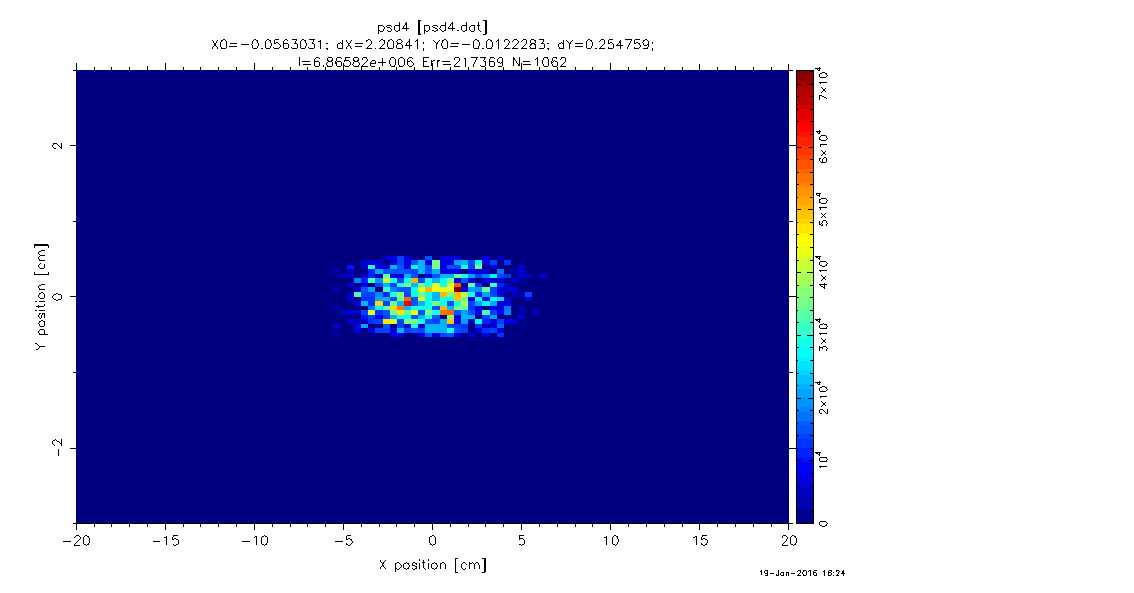 psd4 [psd4.dat]
X0=-0.0563031; dX=2.20841; Y0=-0.0122283; dY=0.254759;
I=6.86582e+006 Err=217369 N=1062
Y position [cm]
2
0
-2
-20 -15 -10 -5 0 5 10 15 20
X position [cm]
7×10⁴
6×10⁴
5×10⁴
4×10⁴
3×10⁴
2×10⁴
10⁴
0
19-Jan-2016 16:24